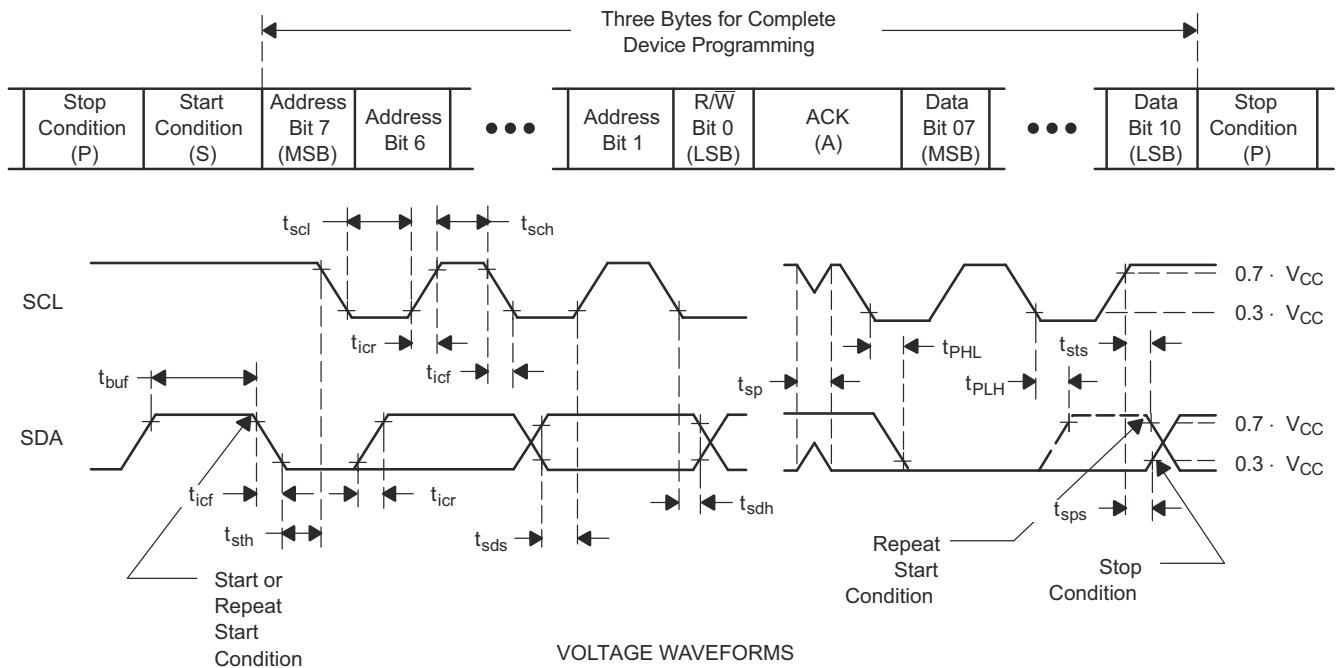 Three Bytes for Complete
Device Programming
Stop
Condition
(P)
Start
Condition
(S)
Address
Bit 7
(MSB)
Address
Bit 6
•••
Address
Bit 1
R/W̅
Bit 0
(LSB)
ACK
(A)
Data
Bit 07
(MSB)
•••
Data
Bit 10
(LSB)
Stop
Condition
(P)
tscl
tsch
SCL
0.7 · VCC
0.3 · VCC
ticr
ticf
tbuf
tsp
tPHL
tPLH
tsts
SDA
0.7 · VCC
0.3 · VCC
ticf
ticr
tsth
tsds
tsdh
tsps
Start or
Repeat
Start
Condition
Repeat
Start
Condition
Stop
Condition
VOLTAGE WAVEFORMS